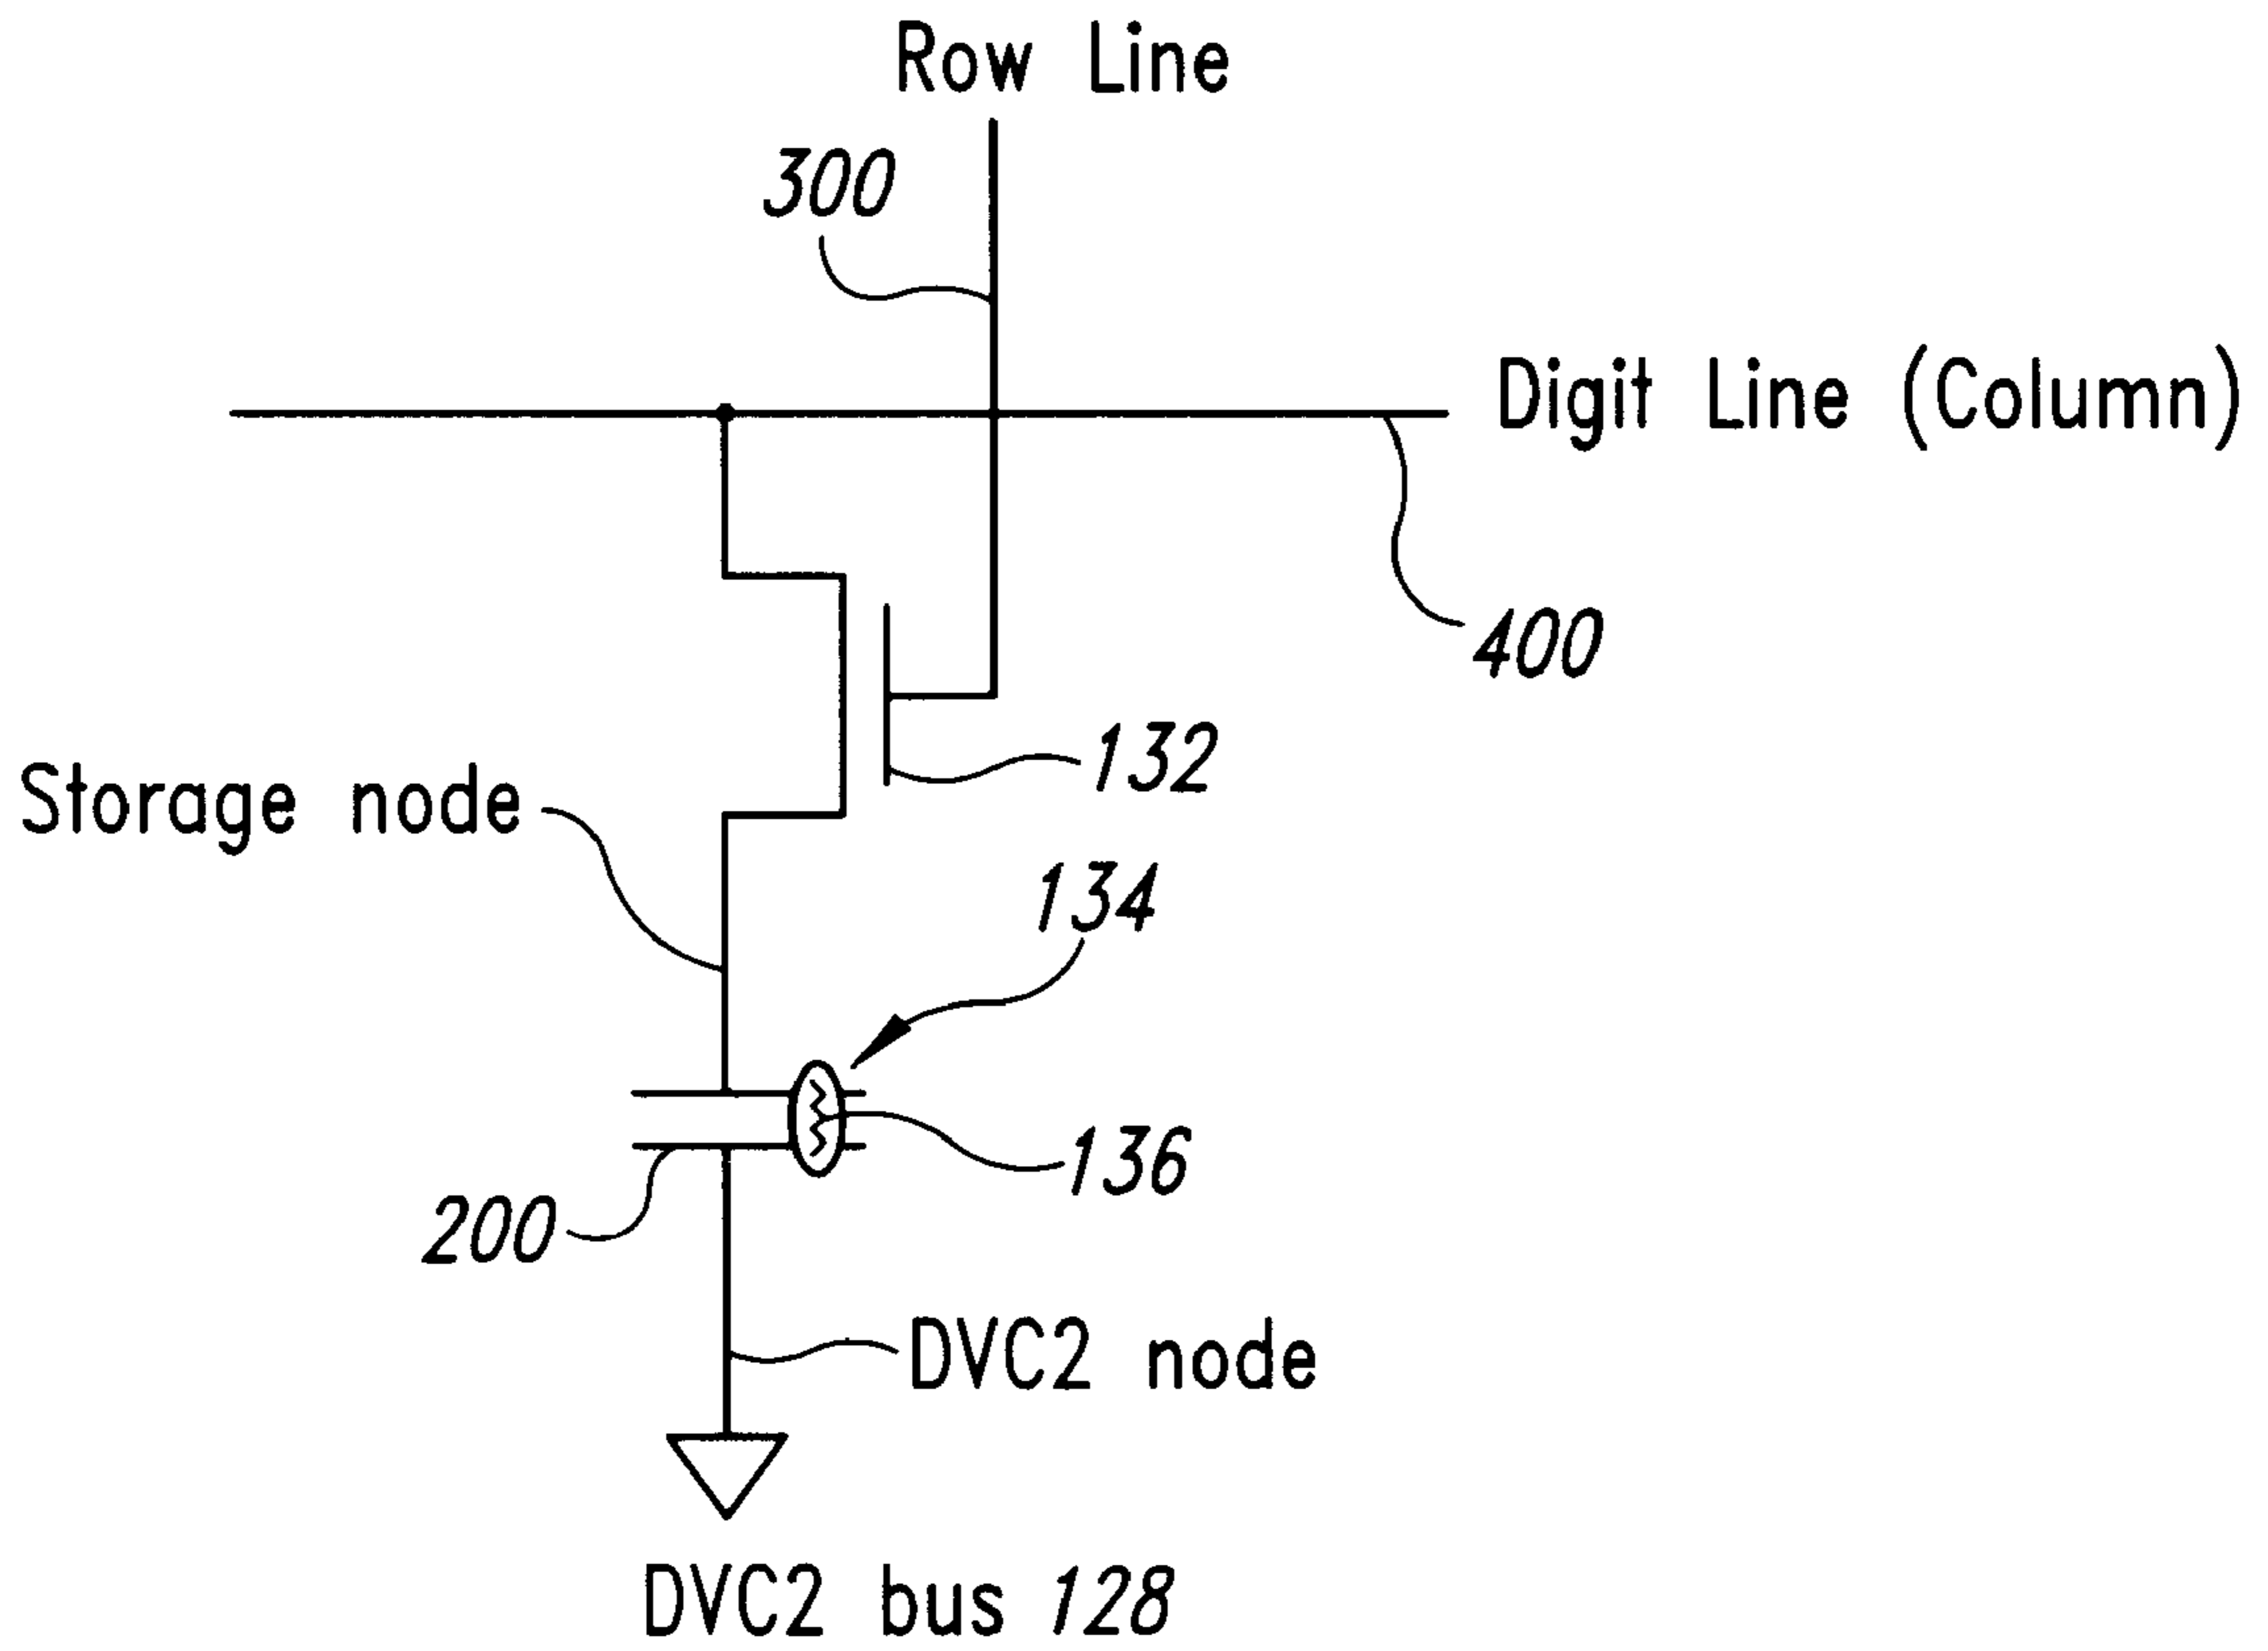 Row Line
300
Digit Line (Column)
400
132
Storage node
134
136
200
DVC2 node
DVC2 bus 128